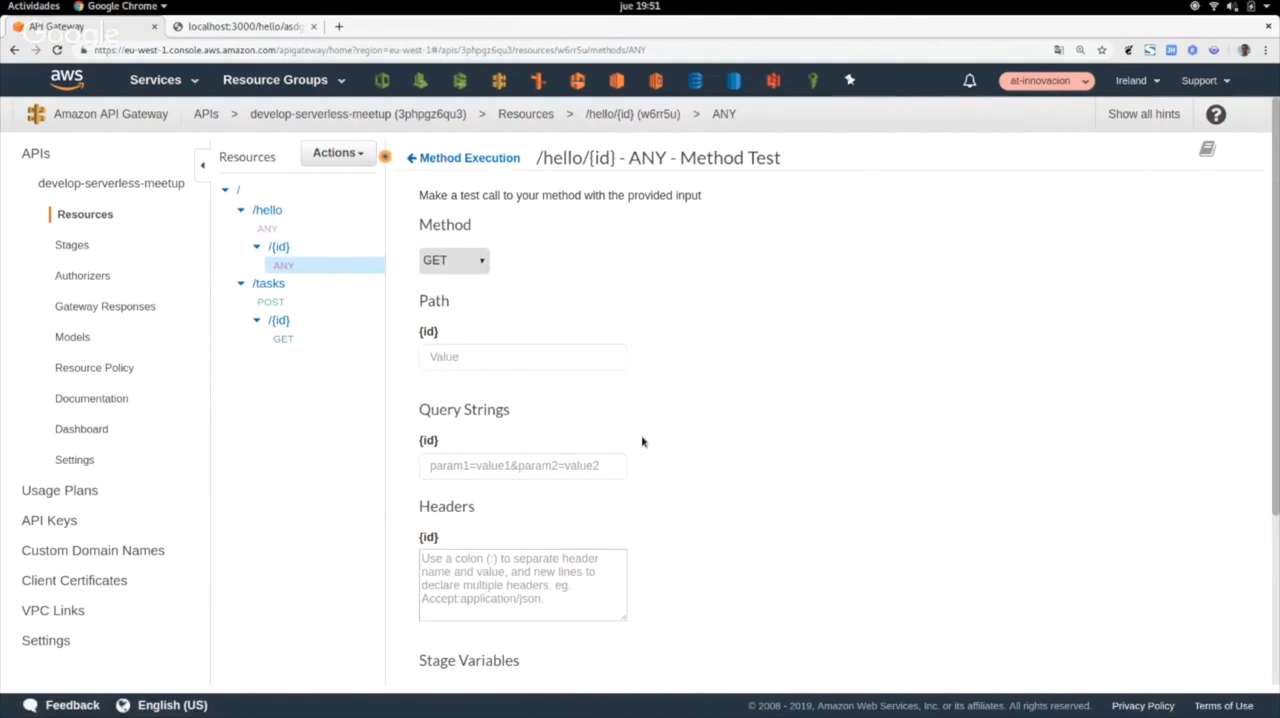 Actividades Google Chrome jue 19:51
API Gateway localhost:3000/hello/asd
Google
https://eu-west-1.console.aws.amazon.com/apigateway/home?region=eu-west-1#/apis/3phpgz6qu3/resources/w6rr5u/methods/ANY
aws Services Resource Groups at-innovacion Ireland Support
Amazon API Gateway APIs > develop-serverless-meetup (3phpgz6qu3) > Resources > /hello/{id} (w6rr5u) > ANY Show all hints ?
APIs
develop-serverless-meetup
Resources
Stages
Authorizers
Gateway Responses
Models
Resource Policy
Documentation
Dashboard
Settings
Usage Plans
API Keys
Custom Domain Names
Client Certificates
VPC Links
Settings
Resources Actions
/
/hello
ANY
/{id}
ANY
/tasks
POST
/{id}
GET
Method Execution /hello/{id} - ANY - Method Test
Make a test call to your method with the provided input
Method
GET
Path
{id}
Value
Query Strings
{id}
param1=value1&param2=value2
Headers
{id}
Use a colon (:) to separate header
name and value, and new lines to
declare multiple headers. eg.
Accept:application/json.
Stage Variables
Feedback English (US) © 2008 - 2019, Amazon Web Services, Inc. or its affiliates. All rights reserved. Privacy Policy Terms of Use